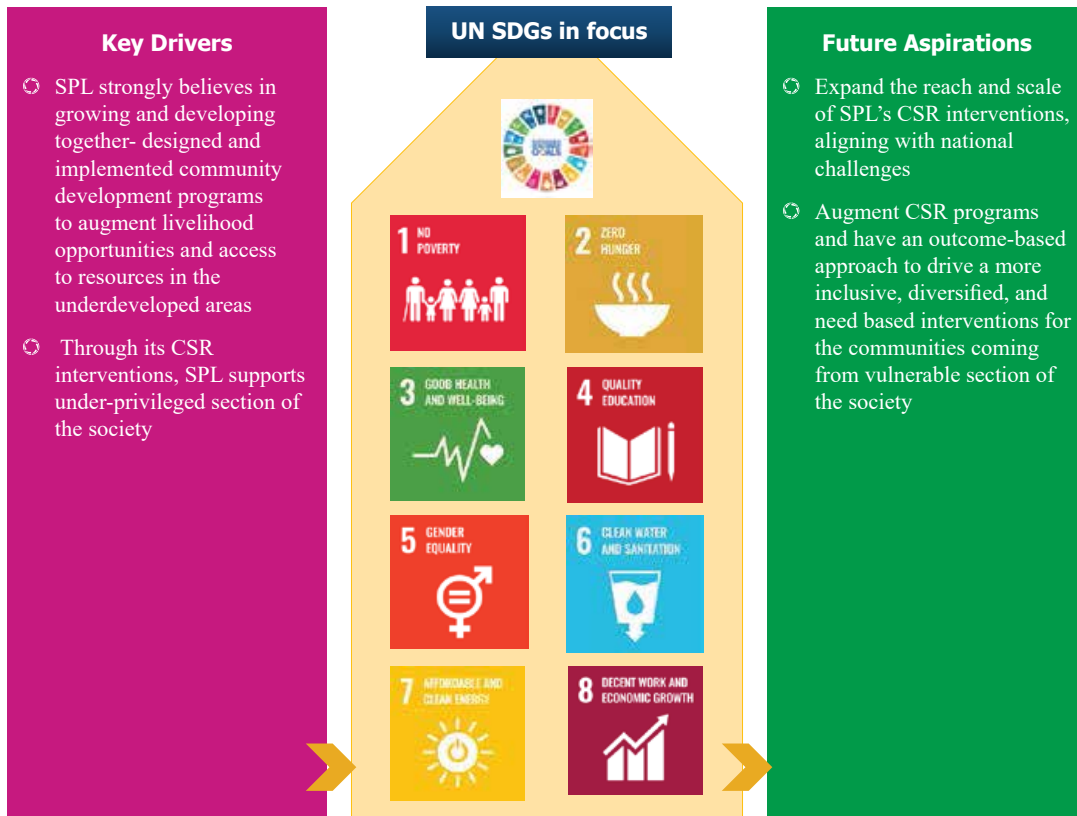 Key Drivers
SPL strongly believes in
growing and developing
together- designed and
implemented community
development programs
to augment livelihood
opportunities and access
to resources in the
underdeveloped areas
Through its CSR
interventions, SPL supports
under-privileged section of
the society
UN SDGs in focus
1 NO
POVERTY
2 ZERO
HUNGER
3 GOOD HEALTH
AND WELL-BEING
4 QUALITY
EDUCATION
5 GENDER
EQUALITY
6 CLEAN WATER
AND SANITATION
7 AFFORDABLE AND
CLEAN ENERGY
8 DECENT WORK AND
ECONOMIC GROWTH
Future Aspirations
Expand the reach and scale
of SPL’s CSR interventions,
aligning with national
challenges
Augment CSR programs
and have an outcome-based
approach to drive a more
inclusive, diversified, and
need based interventions for
the communities coming
from vulnerable section of
the society